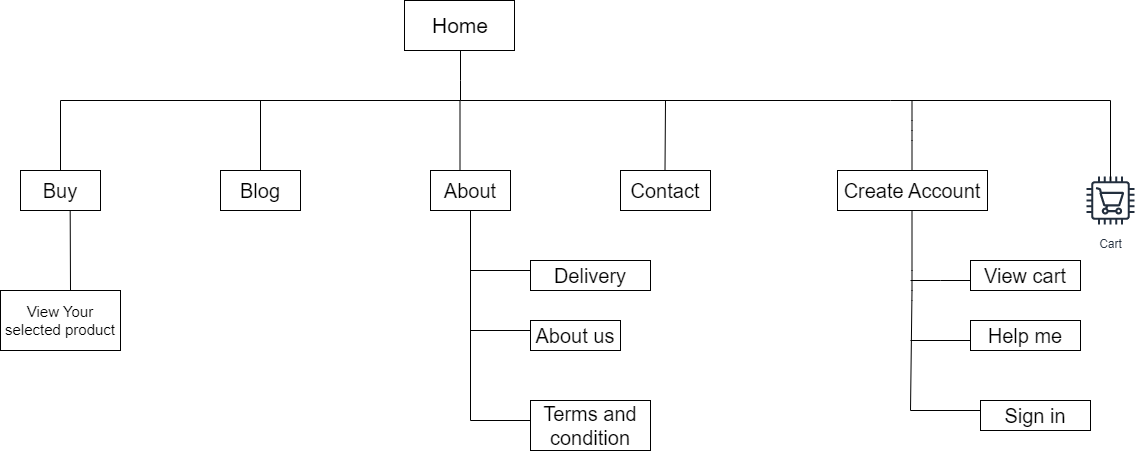 Home
Buy
Blog
About
Contact
Create Account
Cart
Delivery
View cart
View Your
selected product
About us
Help me
Terms and
condition
Sign in